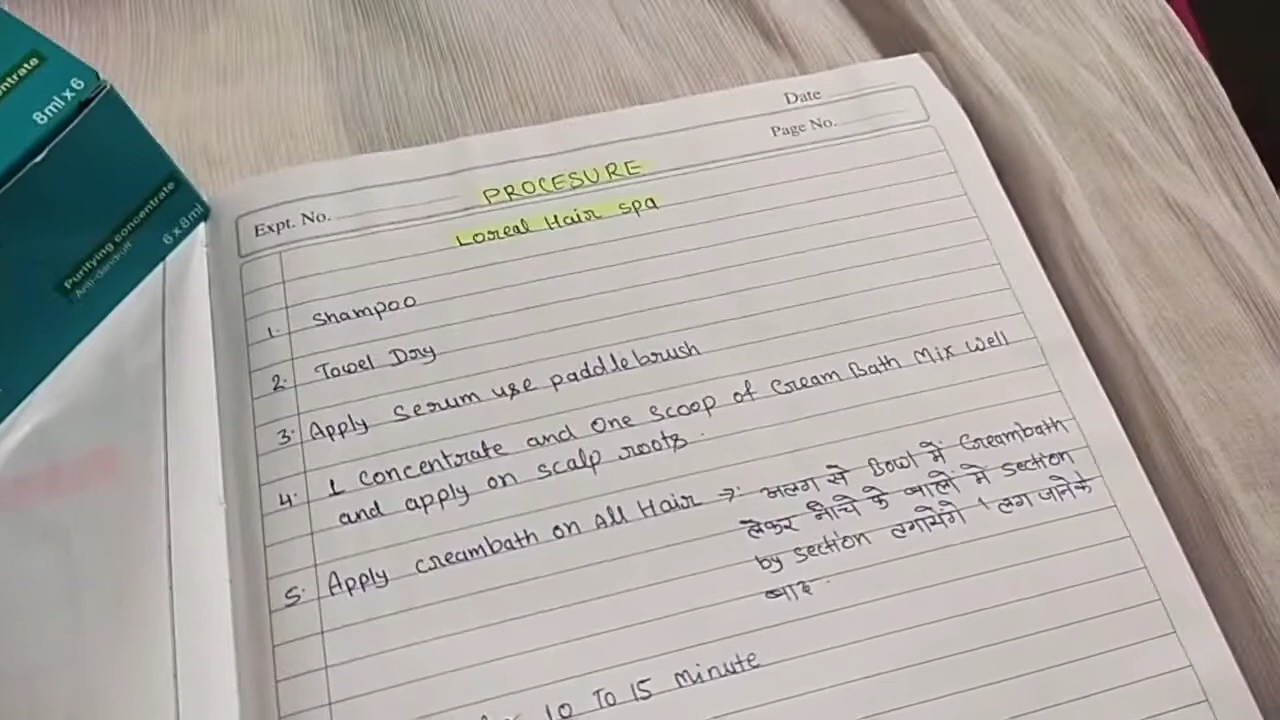 ntrate
8ml x 6
Purifying concentrate
Anti-dandruff
6 x 8ml
Date
Page No.
Expt. No.
PROCESURE
Loreal Hair spa
1. Shampoo
2. Towel Dry
3. Apply Serum use paddle brush
4. 1 Concentrate and One Scoop of Cream Bath Mix well
and apply on scalp roots.
5. Apply creambath on All Hair → अलग से Bowl में Creambath
लेकर नीचे के बालो मे section
by section लगायेगे । लग जाने के
बाद
10 To 15 Minute